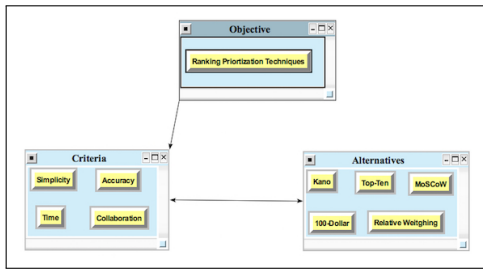 Objective
Ranking Priortization Techniques
Criteria
Simplicity
Accuracy
Time
Collaboration
Alternatives
Kano
Top-Ten
MoSCoW
100-Dollar
Relative Weitghing